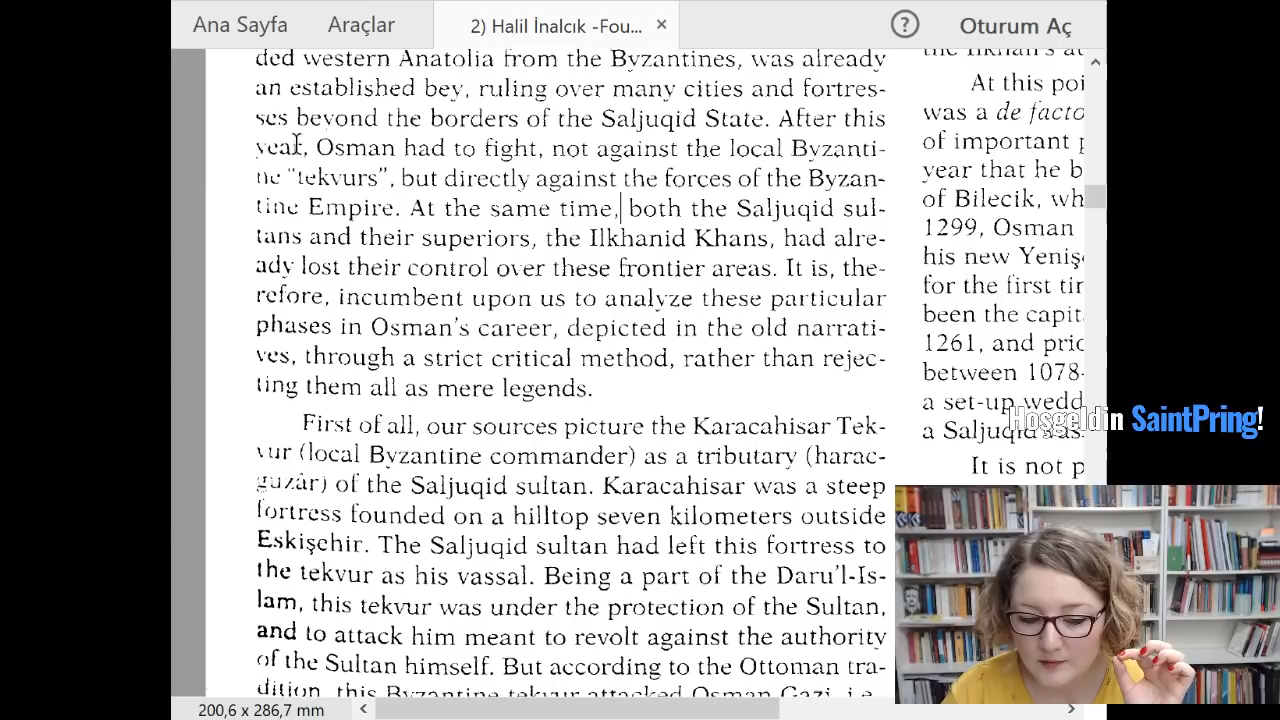 Ana Sayfa
Araçlar
2) Halil İnalcık -Fou...
Oturum Aç
ded western Anatolia from the Byzantines, was already
an established bey, ruling over many cities and fortres-
ses beyond the borders of the Saljuqid State. After this
year, Osman had to fight, not against the local Byzanti-
ne "tekvurs", but directly against the forces of the Byzan-
tine Empire. At the same time, both the Saljuqid sul-
tans and their superiors, the Ilkhanid Khans, had alre-
ady lost their control over these frontier areas. It is, the-
refore, incumbent upon us to analyze these particular
phases in Osman's career, depicted in the old narrati-
ves, through a strict critical method, rather than rejec-
ting them all as mere legends.
First of all, our sources picture the Karacahisar Tek-
vur (local Byzantine commander) as a tributary (harac-
guzâr) of the Saljuqid sultan. Karacahisar was a steep
fortress founded on a hilltop seven kilometers outside
Eskişehir. The Saljuqid sultan had left this fortress to
the tekvur as his vassal. Being a part of the Daru'l-Is-
lam, this tekvur was under the protection of the Sultan,
and to attack him meant to revolt against the authority
of the Sultan himself. But according to the Ottoman tra-
dition, this Byzantine tekvur attacked Osman Gazi, i.e.
the Ilkhan's
At this poi
was a de facto
of important p
year that he b
of Bilecik, wh
1299, Osman
his new Yeniş
for the first tir
been the capit
1261, and prio
between 1078-
a set-up wedd
a Saljuqid
It is not p
Hoşgeldin SaintPring!
200,6 x 286,7 mm